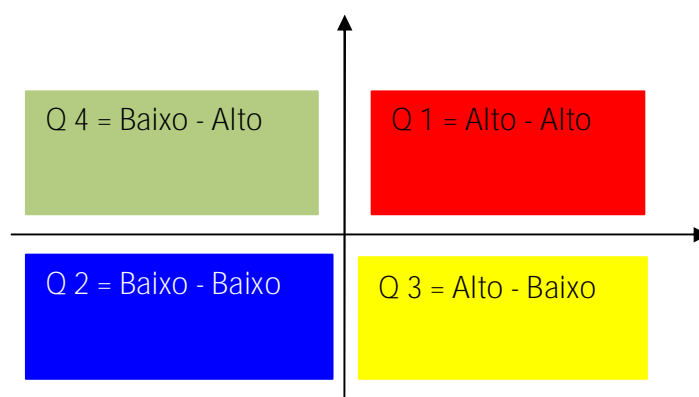 Q 4 = Baixo - Alto
Q 1 = Alto - Alto
Q 2 = Baixo - Baixo
Q 3 = Alto - Baixo